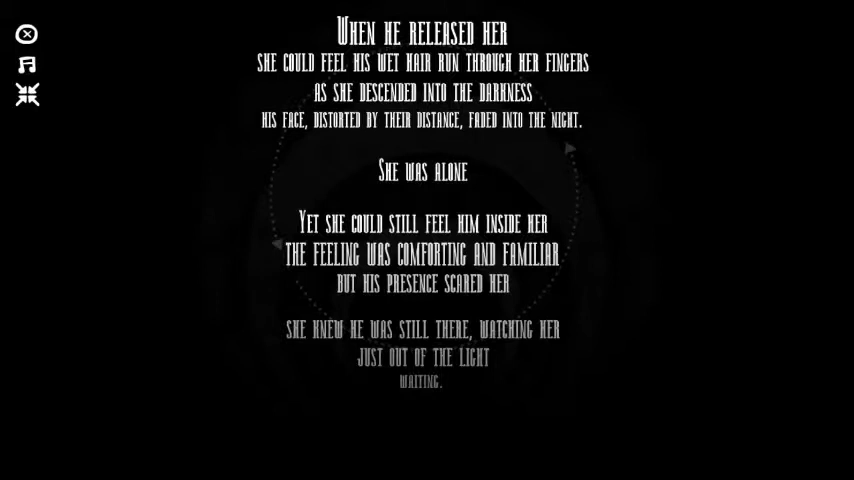 When he released her
she could feel his wet hair run through her fingers
as she descended into the darkness
his face, distorted by their distance, faded into the night.
She was alone
Yet she could still feel him inside her
the feeling was comforting and familiar
but his presence scared her
she knew he was still there, watching her
just out of the light
waiting.